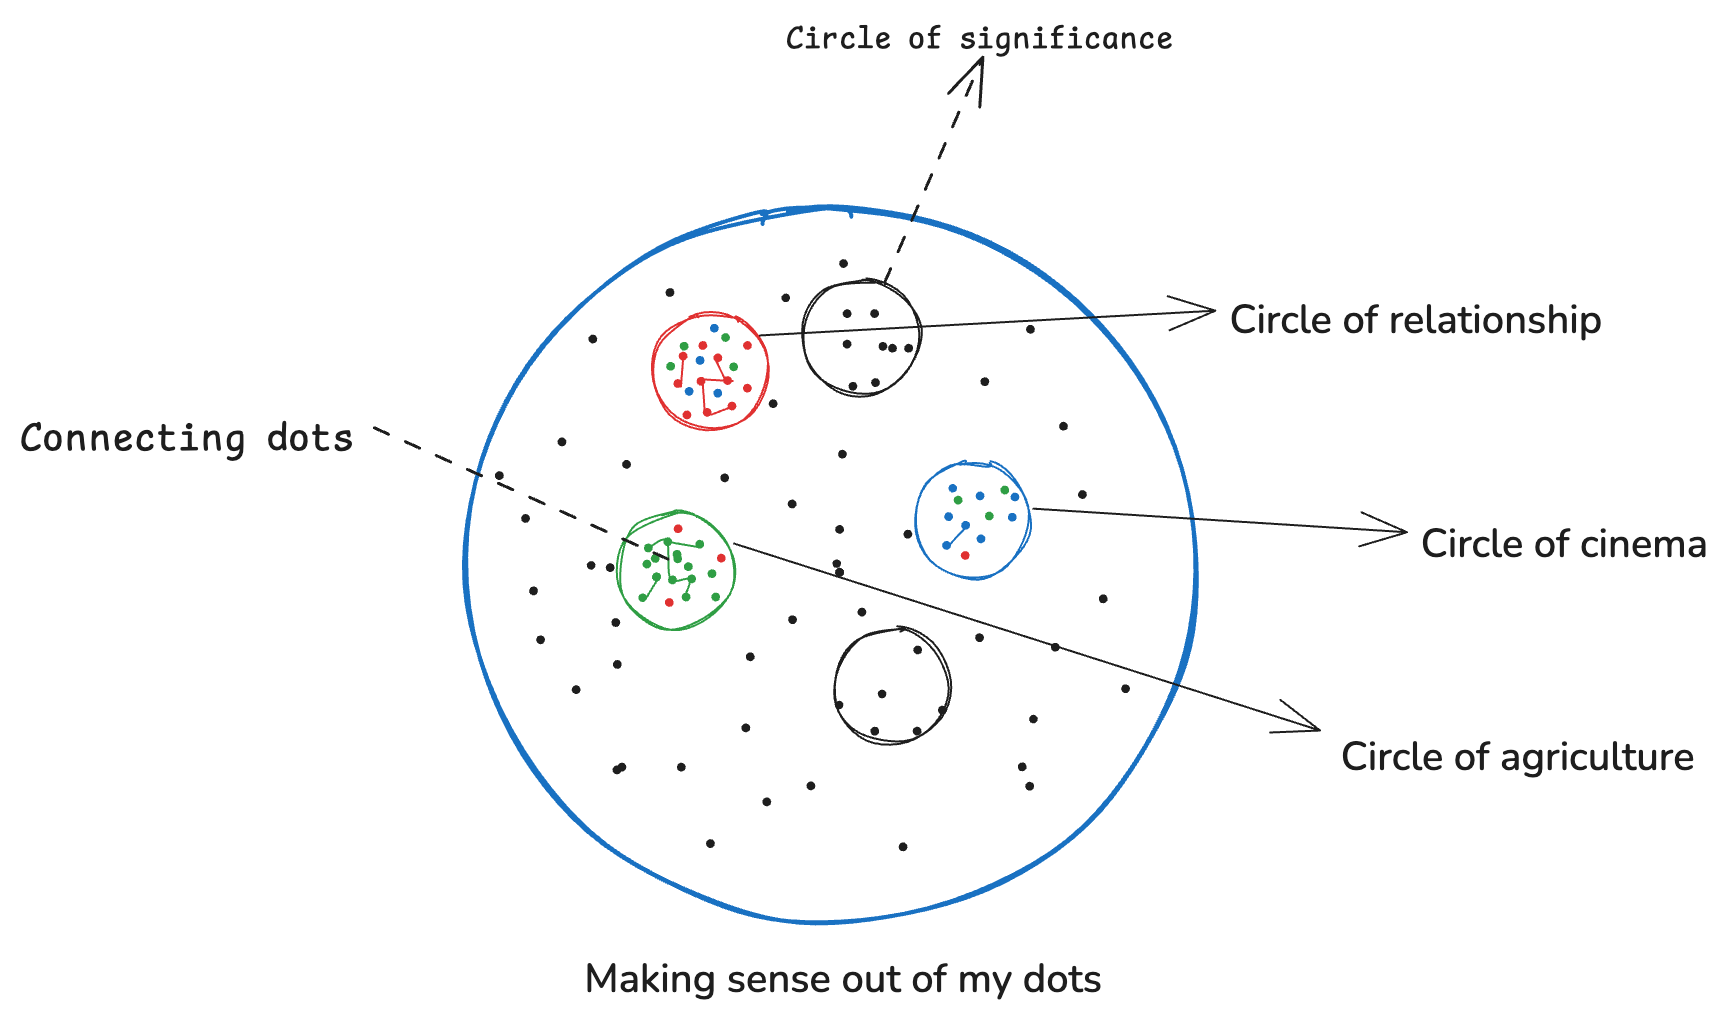 Circle of significance
Circle of relationship
Connecting dots
Circle of cinema
Circle of agriculture
Making sense out of my dots